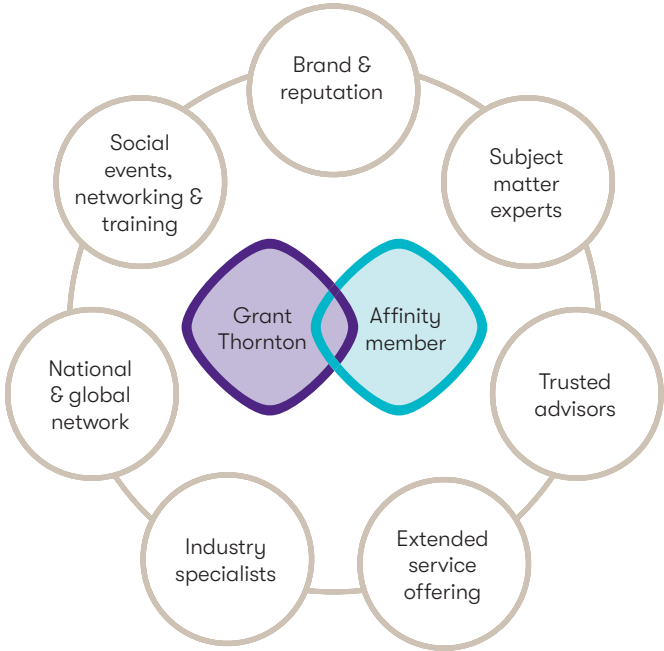 Brand &
reputation
Subject
matter
experts
Trusted
advisors
Extended
service
offering
Industry
specialists
National
& global
network
Social
events,
networking &
training
Grant
Thornton
Affinity
member